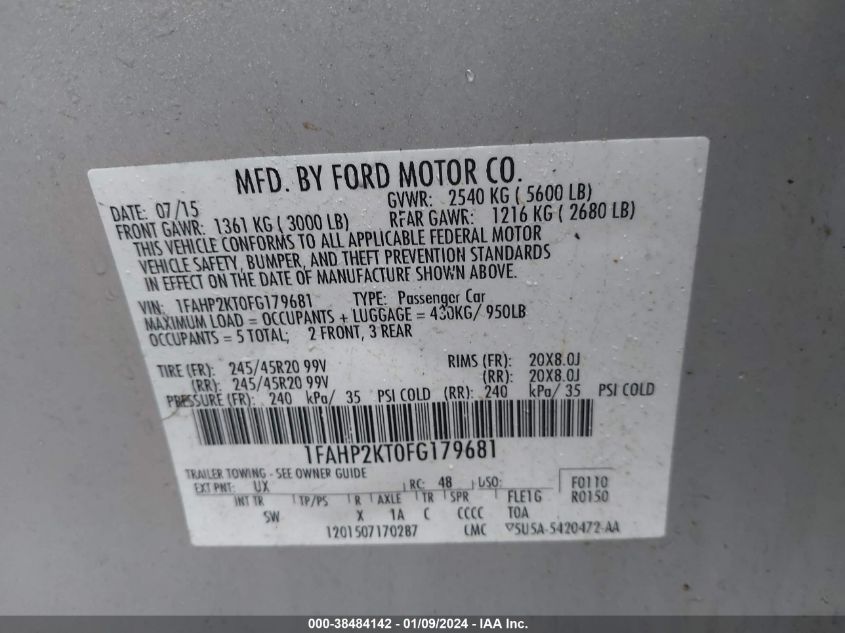 MFD. BY FORD MOTOR CO.
DATE: 07/15 GVWR: 2540 KG ( 5600 LB)
FRONT GAWR: 1361 KG ( 3000 LB) REAR GAWR: 1216 KG ( 2680 LB)
THIS VEHICLE CONFORMS TO ALL APPLICABLE FEDERAL MOTOR
VEHICLE SAFETY, BUMPER, AND THEFT PREVENTION STANDARDS
IN EFFECT ON THE DATE OF MANUFACTURE SHOWN ABOVE.
VIN: 1FAHP2KT0FG179681 TYPE: Passenger Car
MAXIMUM LOAD = OCCUPANTS + LUGGAGE = 430KG/ 950LB
OCCUPANTS = 5 TOTAL; 2 FRONT, 3 REAR
TIRE (FR): 245/45R20 99V RIMS (FR): 20X8.0J
(RR): 245/45R20 99V (RR): 20X8.0J
PRESSURE (FR): 240 kPa/ 35 PSI COLD (RR): 240 kPa/ 35 PSI COLD
1FAHP2KT0FG179681
TRAILER TOWING - SEE OWNER GUIDE
EXT PNT: UX RC: 48 DSO: F0110
R0150
INT TR TP/PS R AXLE TR SPR FLE1G
5W X 1A C CCCC TOA
1201507170287 CMC ▽5U5A-5420472-AA
000-38484142 - 01/09/2024 - IAA Inc.